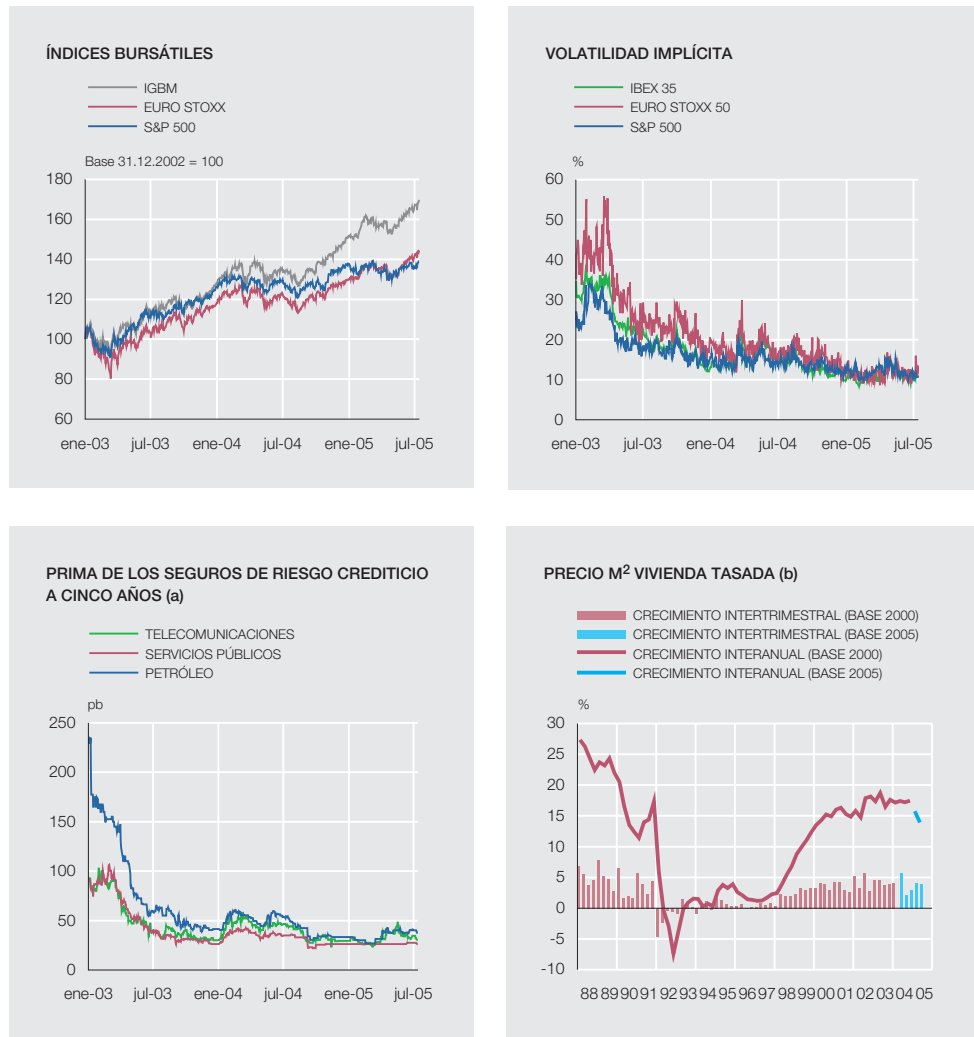 ÍNDICES BURSÁTILES
IGBM
EURO STOXX
S&P 500
Base 31.12.2002 = 100
180
160
140
120
100
80
60
ene-03 jul-03 ene-04 jul-04 ene-05 jul-05
VOLATILIDAD IMPLÍCITA
IBEX 35
EURO STOXX 50
S&P 500
%
60
50
40
30
20
10
0
ene-03 jul-03 ene-04 jul-04 ene-05 jul-05
PRIMA DE LOS SEGUROS DE RIESGO CREDITICIO
A CINCO AÑOS (a)
TELECOMUNICACIONES
SERVICIOS PÚBLICOS
PETRÓLEO
pb
250
200
150
100
50
0
ene-03 jul-03 ene-04 jul-04 ene-05 jul-05
PRECIO M² VIVIENDA TASADA (b)
CRECIMIENTO INTERTRIMESTRAL (BASE 2000)
CRECIMIENTO INTERTRIMESTRAL (BASE 2005)
CRECIMIENTO INTERANUAL (BASE 2000)
CRECIMIENTO INTERANUAL (BASE 2005)
%
30
25
20
15
10
5
0
-5
-10
88 89 90 91 92 93 94 95 96 97 98 99 00 01 02 03 04 05